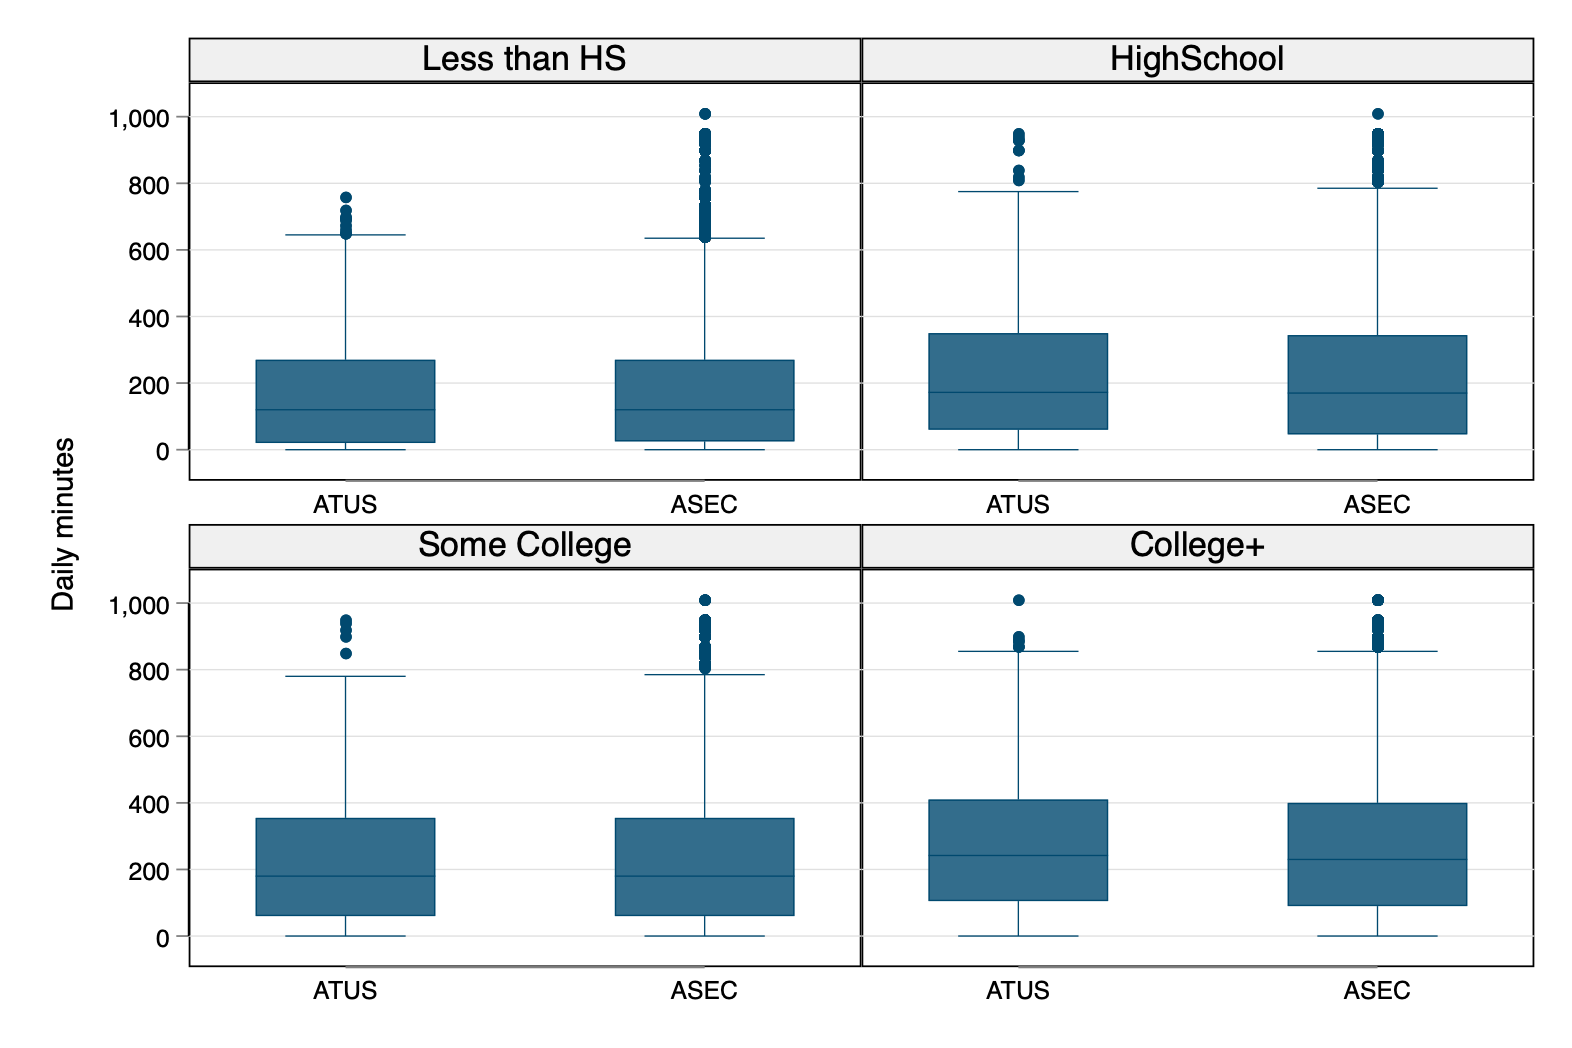 Less than HS
HighSchool
1,000
800
600
400
200
0
ATUS
ASEC
ATUS
ASEC
Daily minutes
Some College
College+
1,000
800
600
400
200
0
ATUS
ASEC
ATUS
ASEC